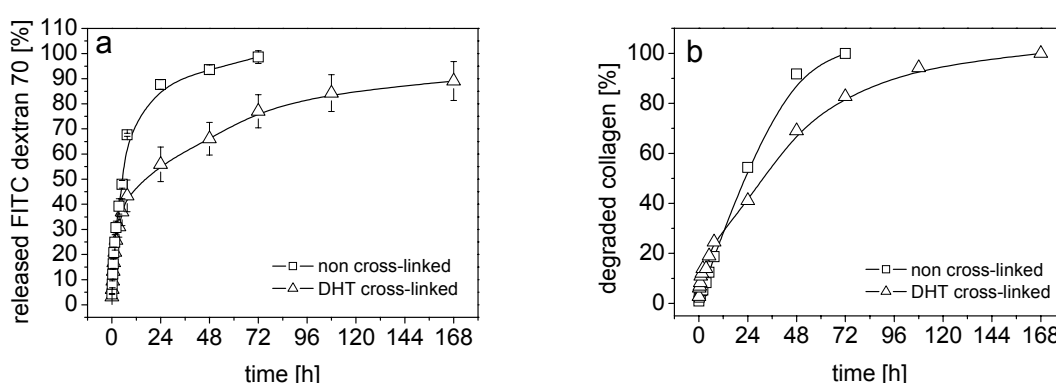 a
released FITC dextran 70 [%]
110
100
90
80
70
60
50
40
30
20
10
0
non cross-linked
DHT cross-linked
0 24 48 72 96 120 144 168
time [h]
b
degraded collagen [%]
100
80
60
40
20
0
non cross-linked
DHT cross-linked
0 24 48 72 96 120 144 168
time [h]